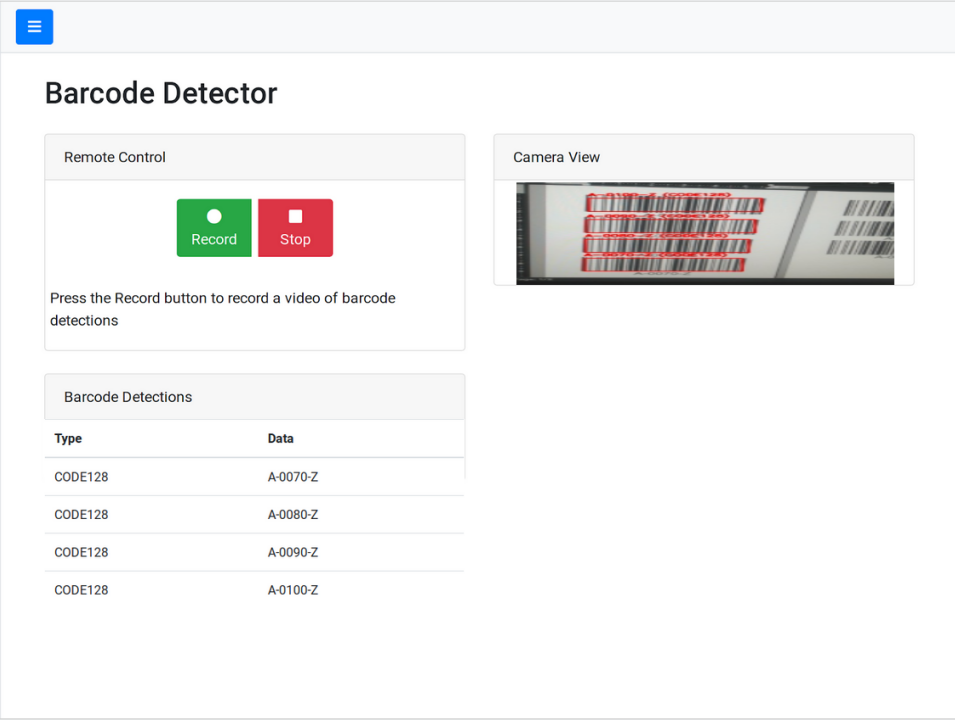 Barcode Detector
Remote Control
Record
Stop
Press the Record button to record a video of barcode
detections
Camera View
A-0100-Z (CODE128)
A-0090-Z (CODE128)
A-0080-Z (CODE128)
A-0070-Z (CODE128)
A-0070-Z
Barcode Detections
Type Data
CODE128 A-0070-Z
CODE128 A-0080-Z
CODE128 A-0090-Z
CODE128 A-0100-Z